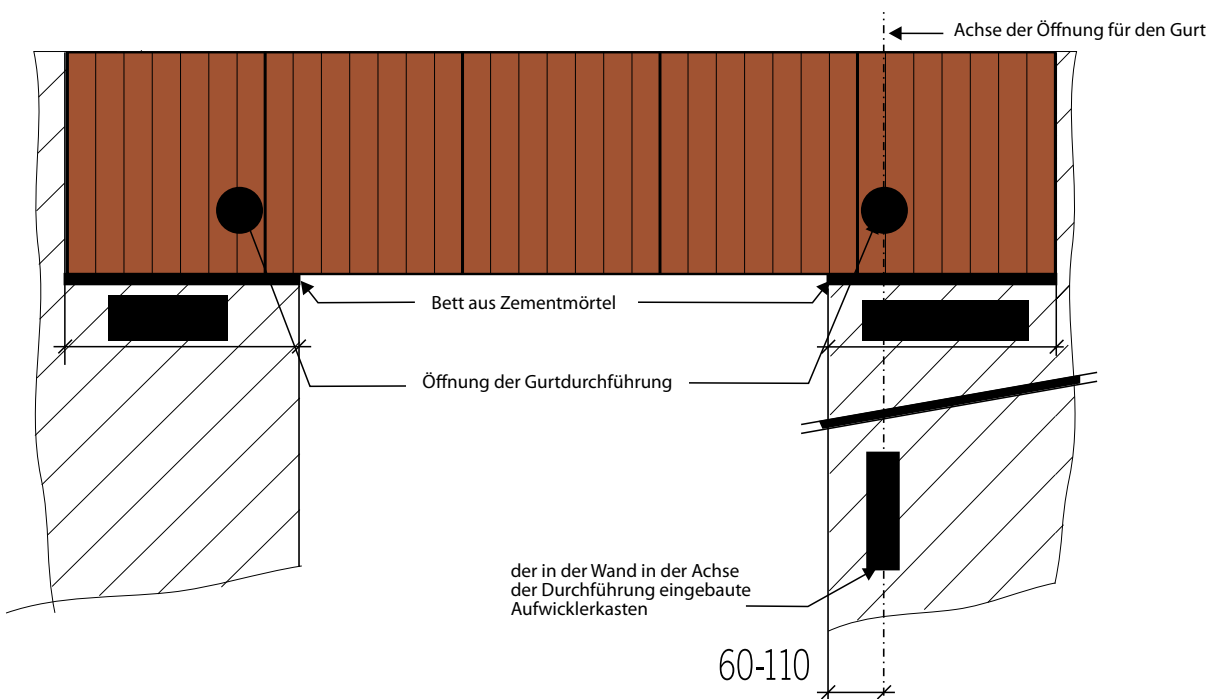 Achse der Öffnung für den Gurt
Bett aus Zementmörtel
Öffnung der Gurtdurchführung
der in der Wand in der Achse
der Durchführung eingebaute
Aufwicklerkasten
60-110